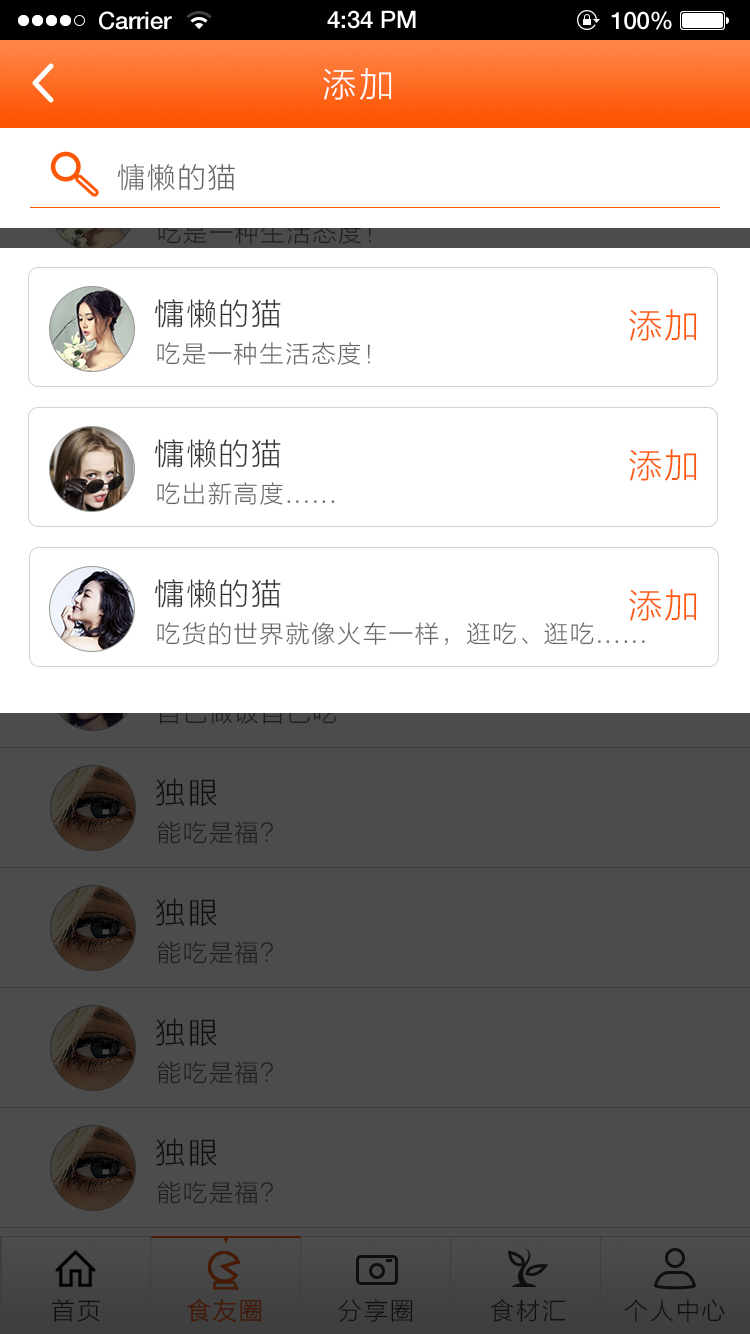 Carrier 4:34 PM 100%
添加
慵懒的猫
吃是一种生活态度!
慵懒的猫
添加
吃是一种生活态度!
慵懒的猫
添加
吃出新高度……
慵懒的猫
添加
吃货的世界就像火车一样，逛吃、逛吃……
自己做饭自己吃
独眼
能吃是福?
独眼
能吃是福?
独眼
能吃是福?
独眼
能吃是福?
首页 食友圈 分享圈 食材汇 个人中心